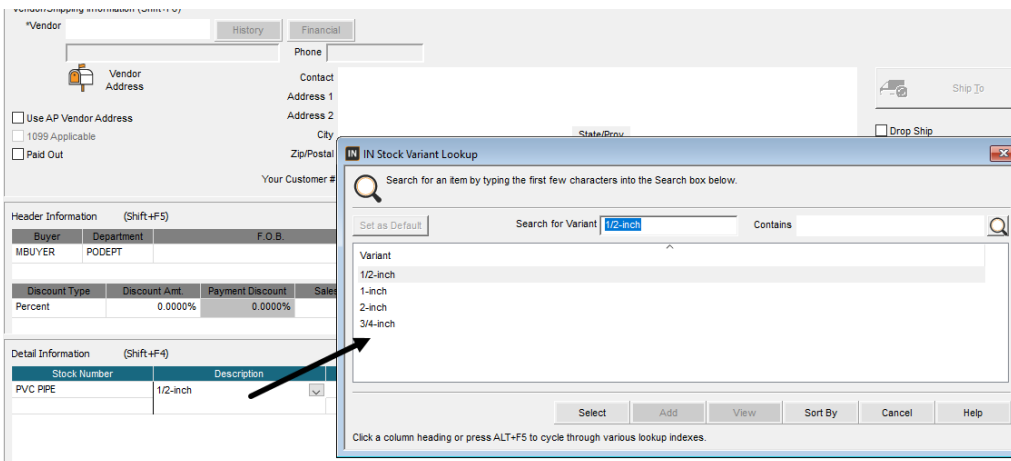 Vendor/Shipping Information (Shift+F6)
*Vendor
History
Financial
Phone
Vendor
Address
Contact
Address 1
Address 2
City
State/Prov
Zip/Postal
Your Customer #
Use AP Vendor Address
1099 Applicable
Paid Out
Ship To
Drop Ship
Header Information (Shift+F5)
Buyer Department F.O.B.
MBUYER PODEPT
Discount Type Discount Amt. Payment Discount Sales
Percent 0.0000% 0.0000%
Detail Information (Shift+F4)
Stock Number Description
PVC PIPE 1/2-inch
IN IN Stock Variant Lookup
Search for an item by typing the first few characters into the Search box below.
Set as Default Search for Variant 1/2-inch Contains
Variant
1/2-inch
1-inch
2-inch
3/4-inch
Select Add View Sort By Cancel Help
Click a column heading or press ALT+F5 to cycle through various lookup indexes.